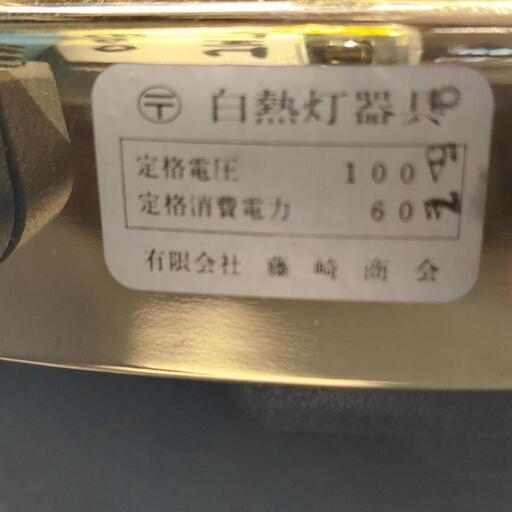 〶 白熱灯器具
定格電圧 100V
定格消費電力 60W
有限会社 藤崎商会